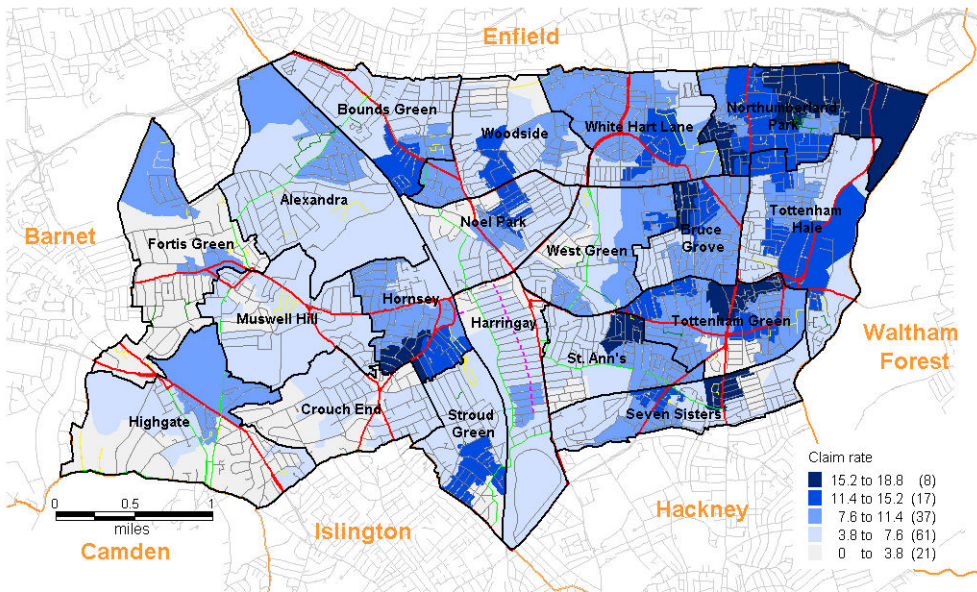 Enfield
Bounds Green
Woodside
White Hart Lane
Northumberland
Park
Alexandra
Noel Park
Barnet
Fortis Green
West Green
Bruce
Grove
Tottenham
Hale
Muswell Hill
Hornsey
Harringay
Tottenham Green
St. Ann's
Waltham
Forest
Highgate
Crouch End
Stroud
Green
Seven Sisters
Claim rate
15.2 to 18.8 (8)
11.4 to 15.2 (17)
7.6 to 11.4 (37)
3.8 to 7.6 (61)
0 to 3.8 (21)
0 0.5 1
miles
Camden
Islington
Hackney